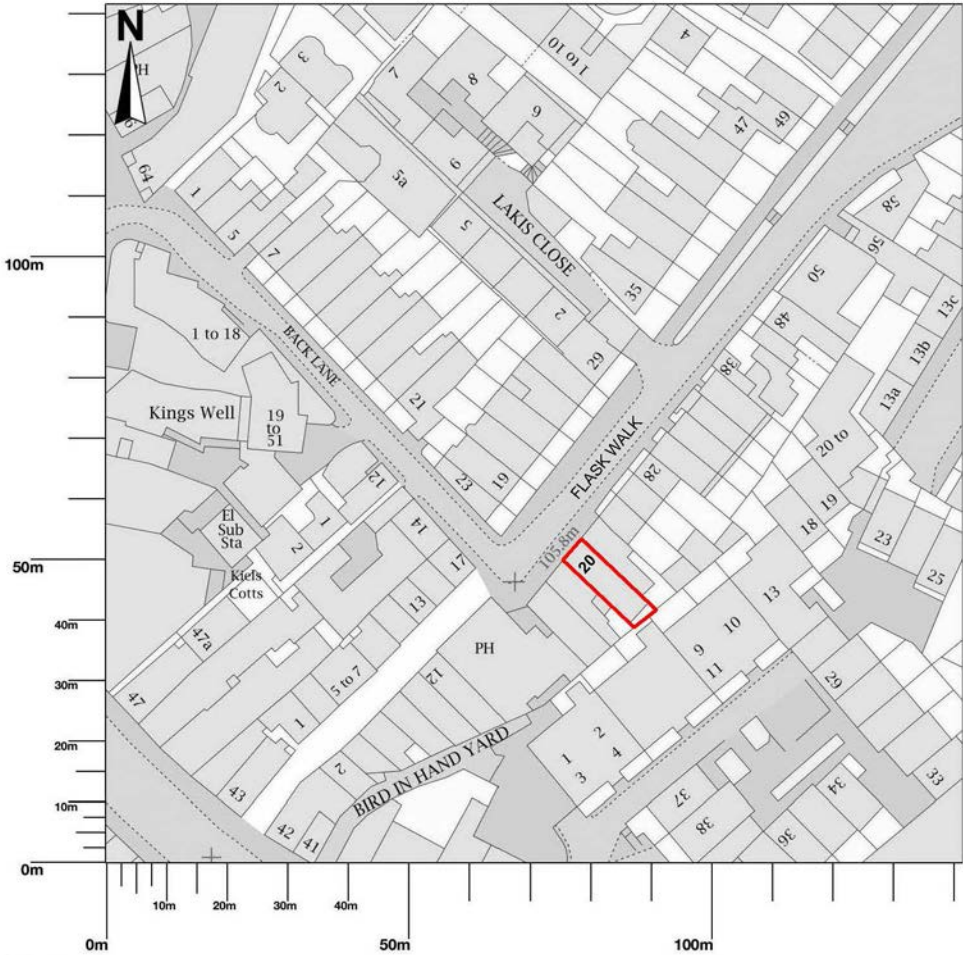 N
PH
64
1
5
7
3
2
7
8
9
1 to 10
4
47
49
6
5a
5
LAKIS CLOSE
2
29
35
58
56
50
48
38
13c
13b
13a
100m
1 to 18
BACK LANE
21
Kings Well
19
to
51
12
23
19
FLASK WALK
28
20 to
19
18
23
25
El
Sub
Sta
1
2
14
17
105.8m
20
50m
Kiels
Cotts
13
40m
47a
PH
13
10
9
11
47
5 to 7
12
29
30m
1
2
1
2
3
4
20m
BIRD IN HAND YARD
43
37
34
33
10m
42
41
38
36
0m
10m
20m
30m
40m
0m
50m
100m